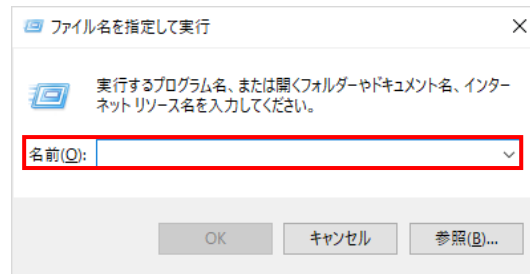 ファイル名を指定して実行
実行するプログラム名、または開くフォルダーやドキュメント名、インター
ネット リソース名を入力してください。
名前(O):
OK キャンセル 参照(B)...